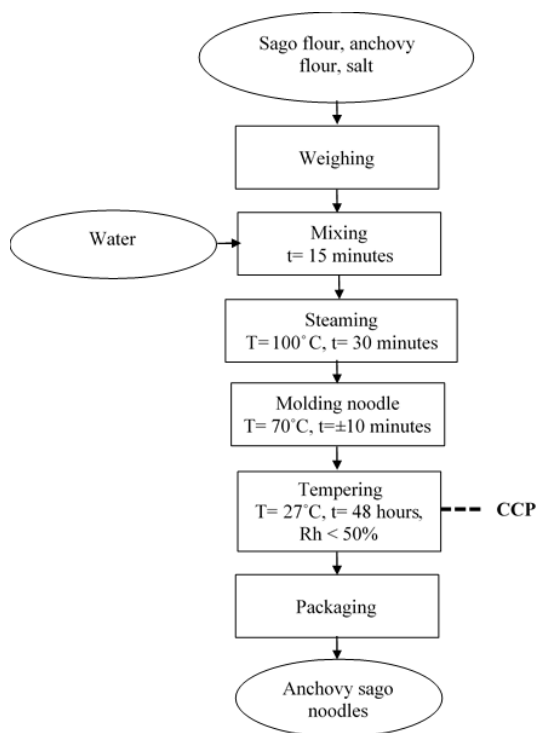 Sago flour, anchovy
flour, salt
Weighing
Water
Mixing
t= 15 minutes
Steaming
T=100˚C, t= 30 minutes
Molding noodle
T= 70˚C, t=±10 minutes
Tempering
T= 27˚C, t= 48 hours,
Rh < 50%
CCP
Packaging
Anchovy sago
noodles